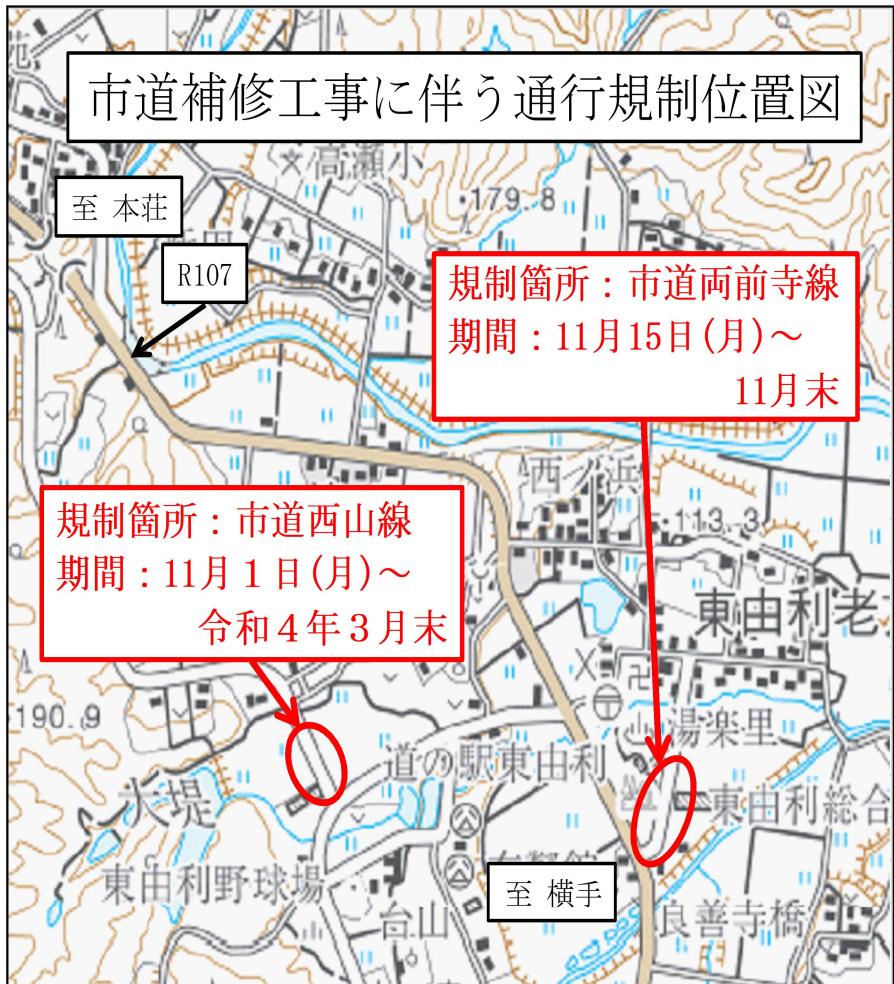 市道補修工事に伴う通行規制位置図
高瀬小
至 本荘
179.8
R107
規制箇所：市道両前寺線
期間：11月15日(月)～
11月末
西ノ浜
113.3
規制箇所：市道西山線
期間：11月１日(月)～
令和４年３月末
東由利老
190.9
湯楽里
道の駅東由利
大堤
東由利総合
東由利野球場
至 横手
台山
良善寺橋